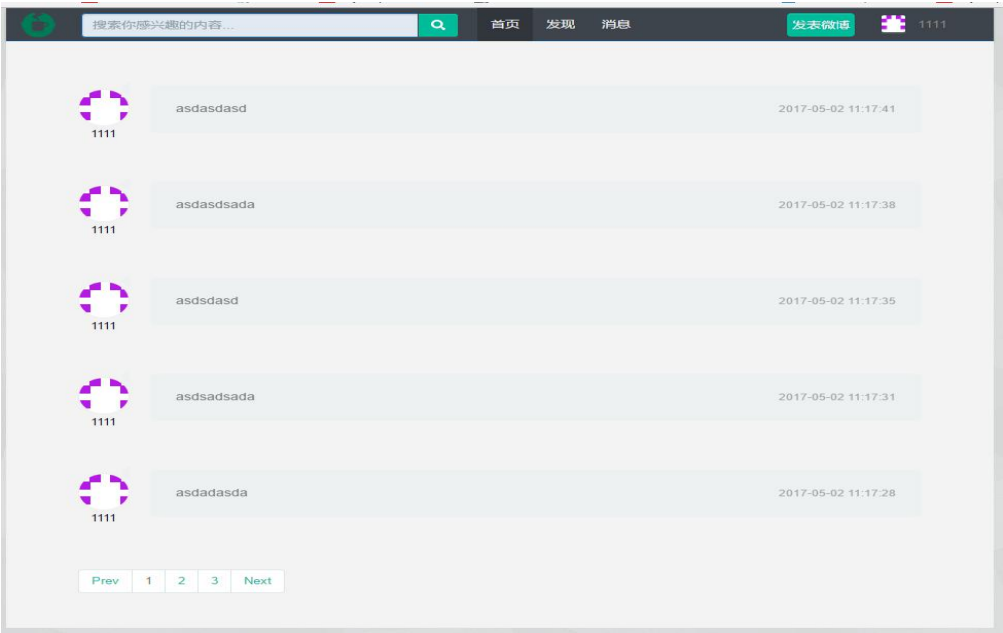 搜索你感兴趣的内容... 首页 发现 消息 发表微博 1111
asdasdasd 2017-05-02 11:17:41
1111
asdasdsada 2017-05-02 11:17:38
1111
asdsdasd 2017-05-02 11:17:35
1111
asdsadsada 2017-05-02 11:17:31
1111
asdadasda 2017-05-02 11:17:28
1111
Prev 1 2 3 Next